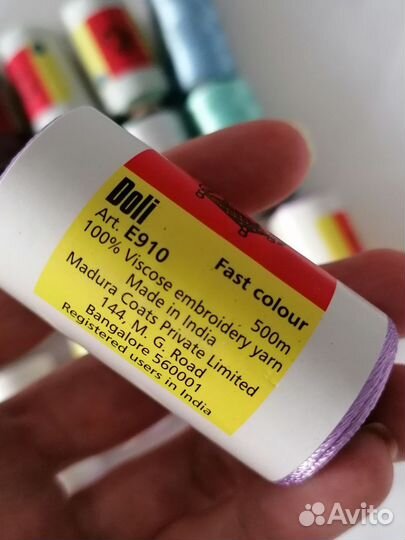 Doli
Art. E910
Fast colour
100% Viscose embroidery yarn
500m
Made in India
Madura Coats Private Limited
144, M. G. Road
Bangalore 560001
Registered users in India
Avito